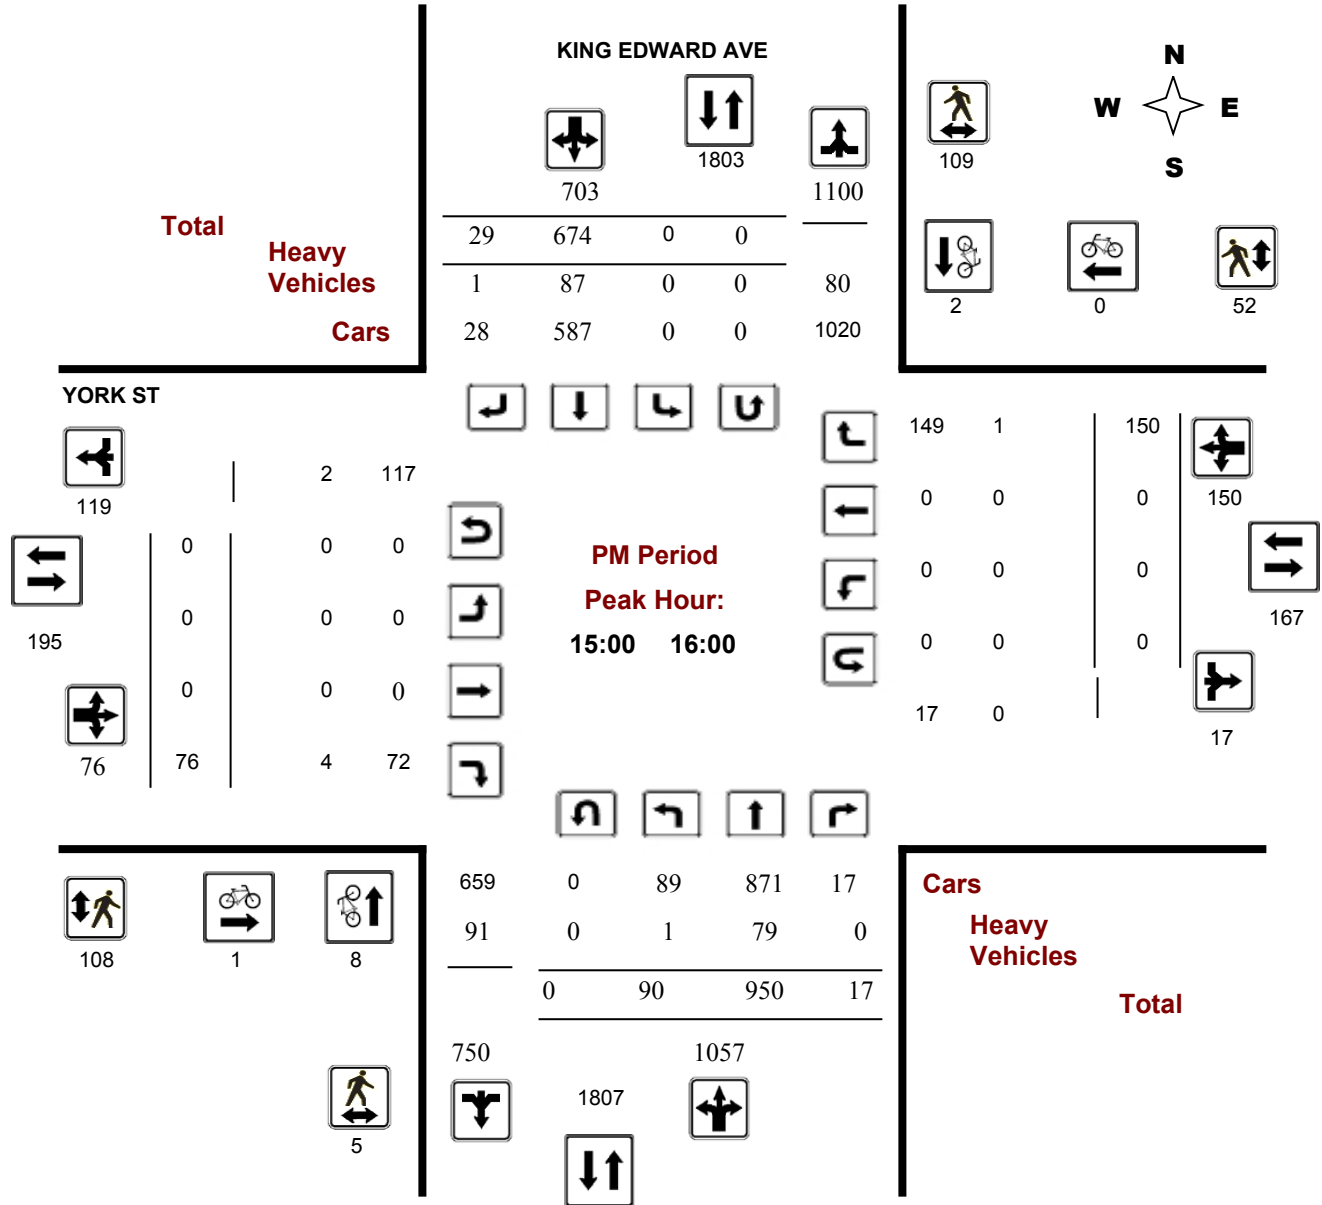 KING EDWARD AVE
N
W E
S
1803
109
703 1100
Total
29 674 0 0
Heavy
Vehicles
1 87 0 0 80
Cars
28 587 0 0 1020
2 0 52
YORK ST
149 1 150
2 117
119
0 0 0
150
0 0 0
PM Period
0 0 0
Peak Hour:
167
0 0 0
195
15:00 16:00
0 0 0
0 0 0
17 0
17
76
76 4 72
659 0 89 871 17
Cars
91 0 1 79 0
Heavy
Vehicles
108 1 8
0 90 950 17
Total
750 1057
1807
5